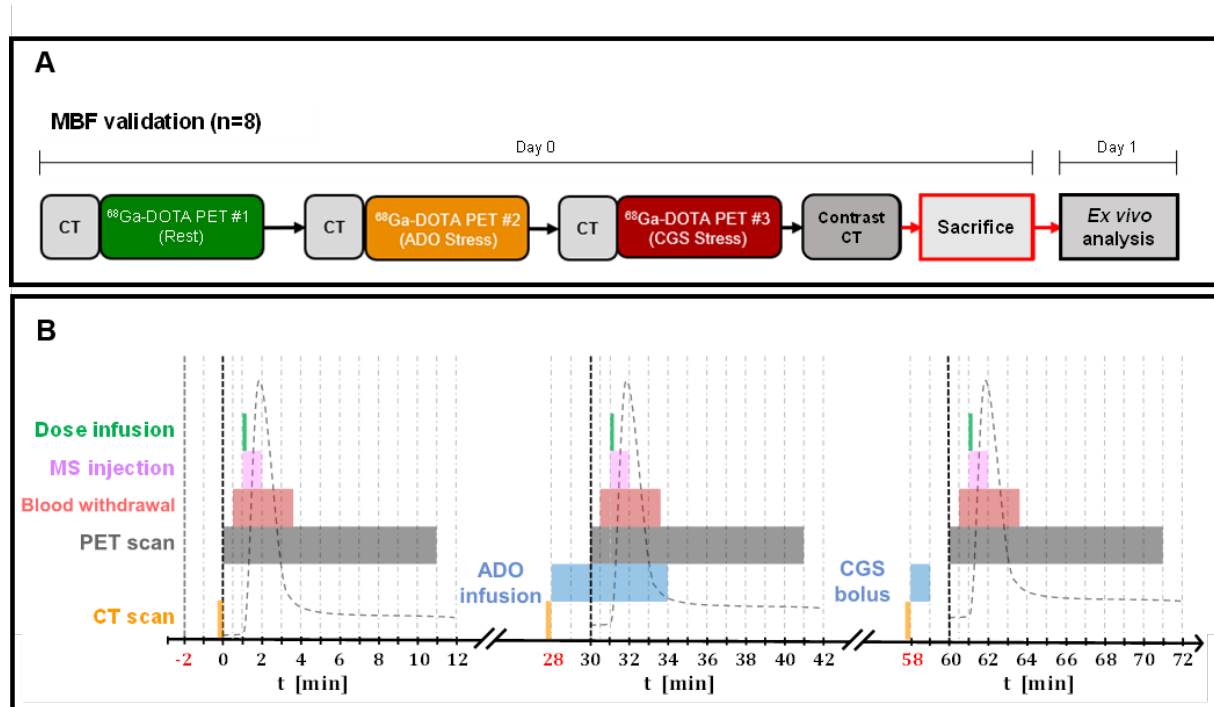 A
MBF validation (n=8)
Day 0
Day 1
CT
⁶⁸Ga-DOTA PET #1
(Rest)
CT
⁶⁸Ga-DOTA PET #2
(ADO Stress)
CT
⁶⁸Ga-DOTA PET #3
(CGS Stress)
Contrast
CT
Sacrifice
Ex vivo
analysis
B
Dose infusion
MS injection
Blood withdrawal
PET scan
CT scan
ADO
infusion
CGS
bolus
-2 0 2 4 6 8 10 12
28 30 32 34 36 38 40 42
58 60 62 64 66 68 70 72
t [min]
t [min]
t [min]